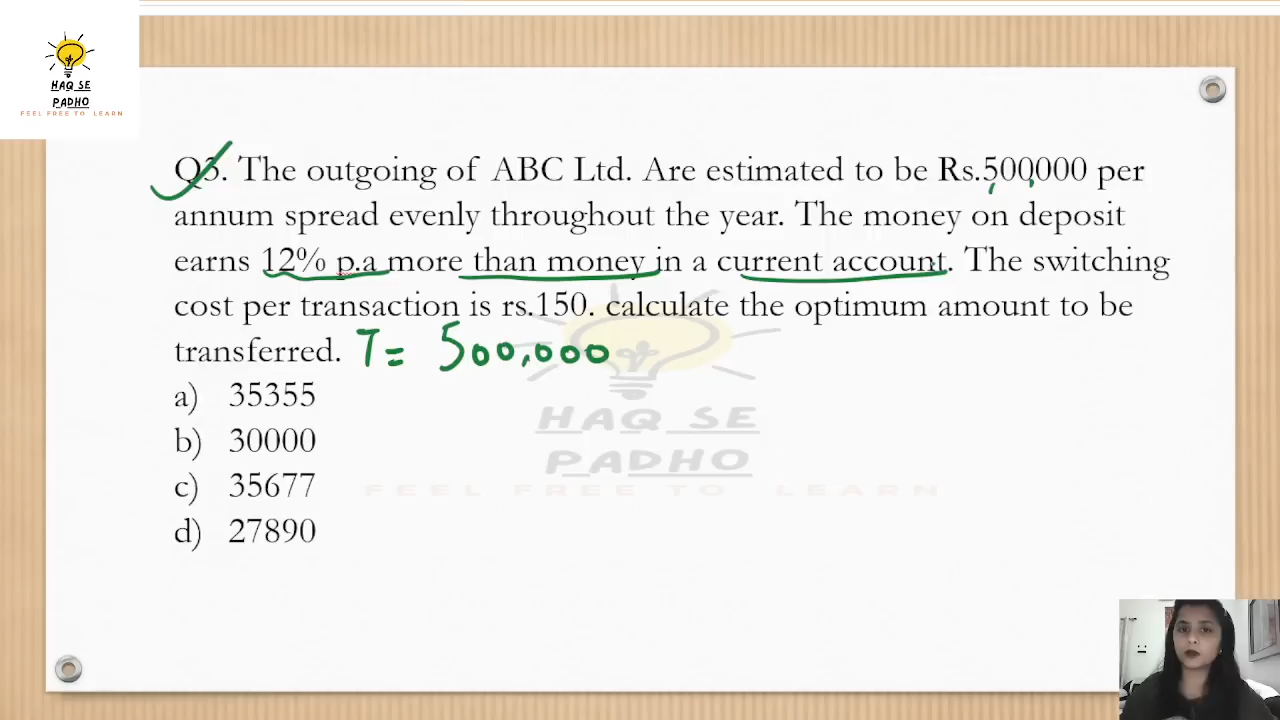 HAQ SE
PADHO
FEEL FREE TO LEARN
Q3. The outgoing of ABC Ltd. Are estimated to be Rs.500000 per
annum spread evenly throughout the year. The money on deposit
earns 12% p.a more than money in a current account. The switching
cost per transaction is rs.150. calculate the optimum amount to be
transferred. T = 500,000
a) 35355
b) 30000
c) 35677
d) 27890
HAQ SE
PADHO
FEEL FREE TO LEARN